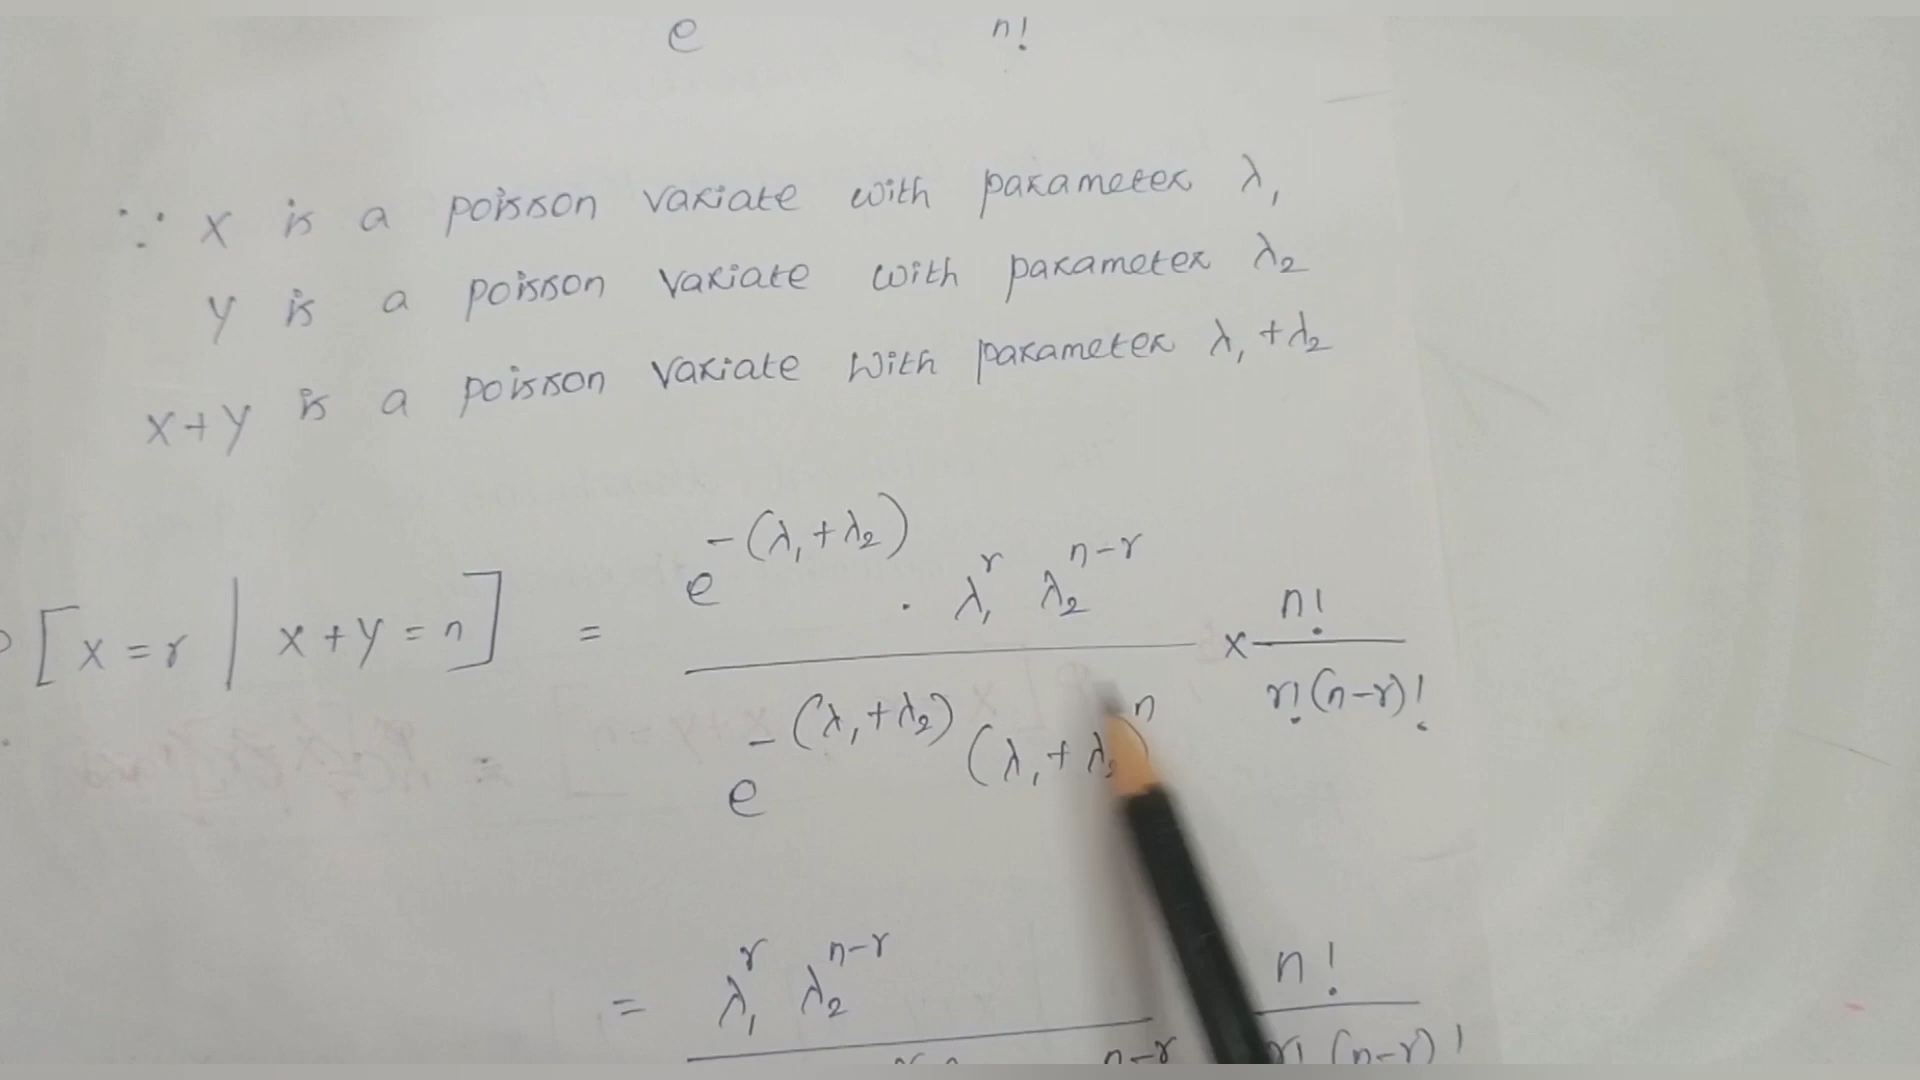 e n!
∵ X is a poisson variate with parameter λ₁
Y is a poisson variate with parameter λ₂
X+Y is a poisson variate with parameter λ₁+λ₂
[X=r | X+Y=n] = e^-(λ₁+λ₂) · λ₁^r λ₂^n-r / e^-(λ₁+λ₂) (λ₁+λ₂)^n × n! / r!(n-r)!
= λ₁^r λ₂^n-r n!
n-r r! (n-r)!